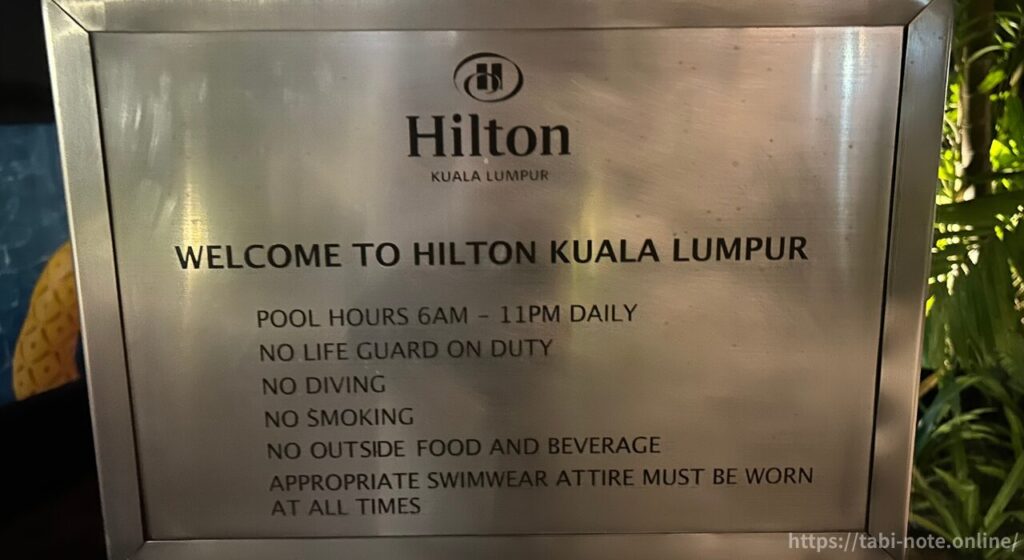 Hilton
KUALA LUMPUR
WELCOME TO HILTON KUALA LUMPUR
POOL HOURS 6AM – 11PM DAILY
NO LIFE GUARD ON DUTY
NO DIVING
NO SMOKING
NO OUTSIDE FOOD AND BEVERAGE
APPROPRIATE SWIMWEAR ATTIRE MUST BE WORN
AT ALL TIMES
https://tabi-note.online/